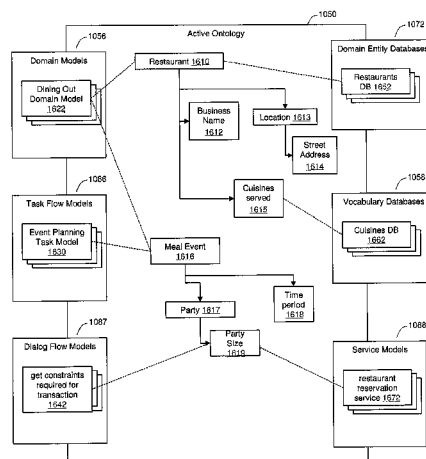 1050
1056
Active Ontology
1072
Domain Models
Domain Entity Databases
Dining Out
Domain Model
1622
Restaurant 1610
Restaurants
DB 1652
Business
Name
1612
Location 1613
Street
Address
1614
1086
1058
Task Flow Models
Cuisines
served
1615
Vocabulary Databases
Event Planning
Task Model
1630
Meal Event
1616
Cuisines DB
1662
Time
period
1618
1087
Party 1617
1088
Dialog Flow Models
Party
Size
1619
Service Models
get constraints
required for
transaction
1642
restaurant
reservation
service 1672